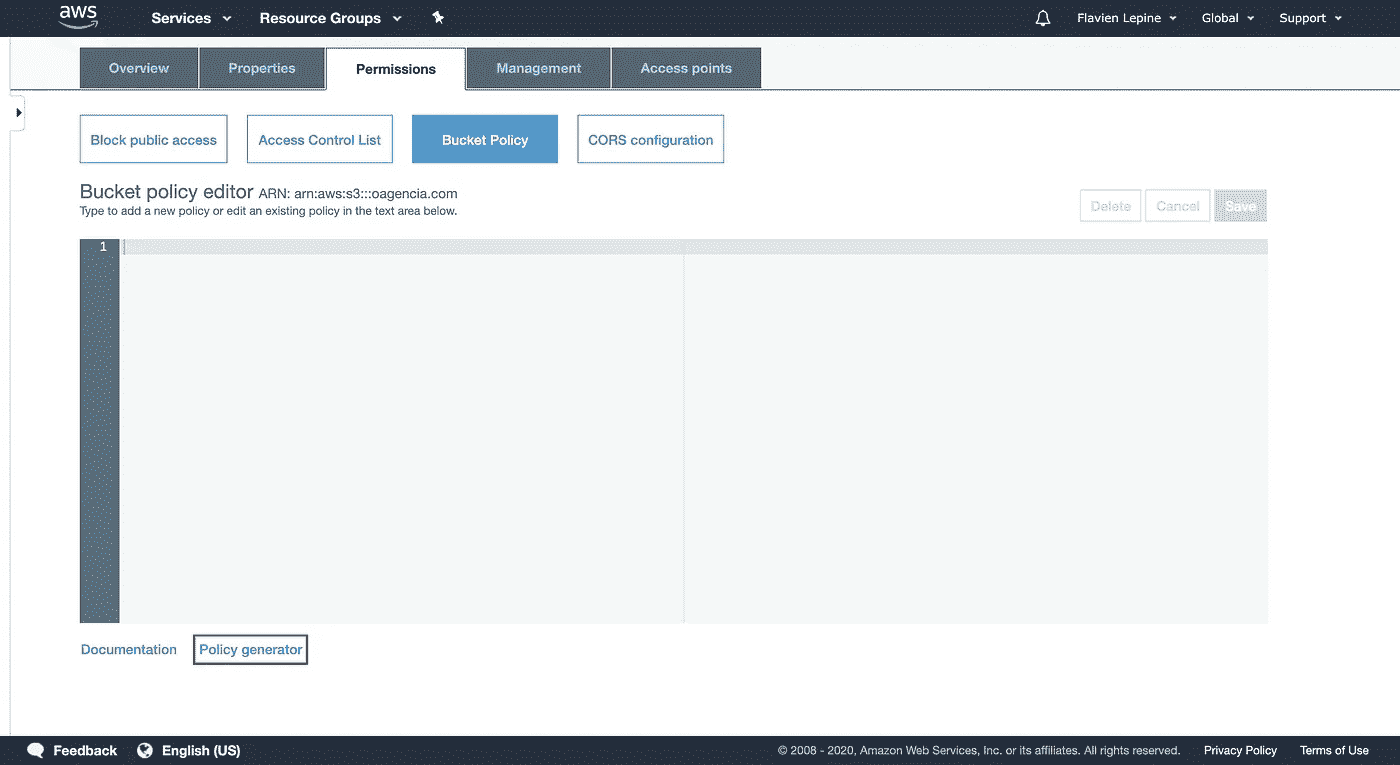 aws Services Resource Groups Flavien Lepine Global Support
Overview Properties Permissions Management Access points
Block public access Access Control List Bucket Policy CORS configuration
Bucket policy editor ARN: arn:aws:s3:::oagencia.com
Type to add a new policy or edit an existing policy in the text area below.
Delete Cancel Save
1
Documentation Policy generator
Feedback English (US) © 2008 - 2020, Amazon Web Services, Inc. or its affiliates. All rights reserved. Privacy Policy Terms of Use